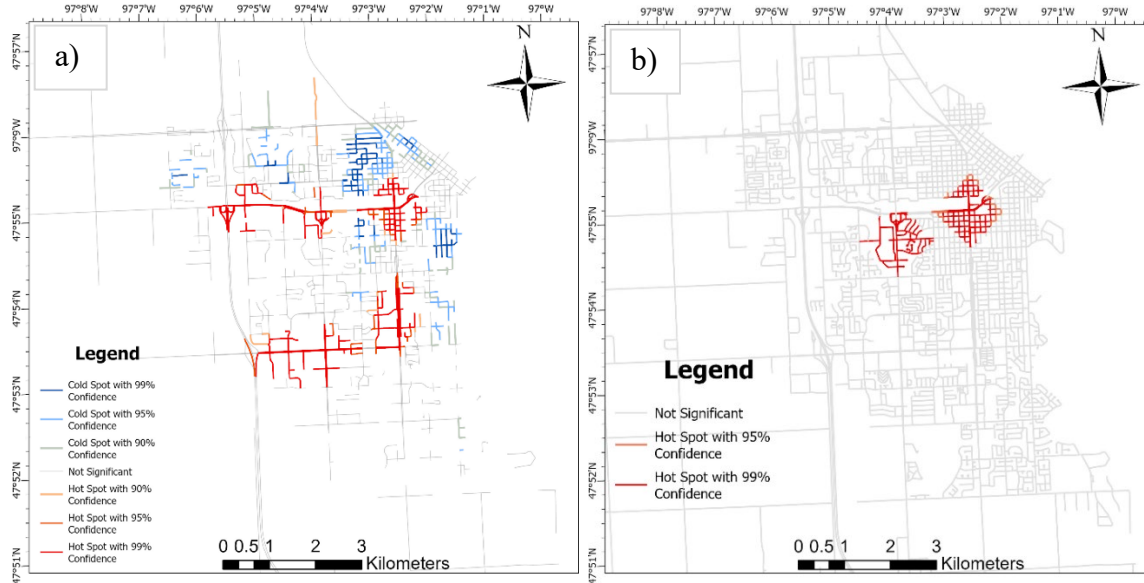 97°8'W 97°7'W 97°6'W 97°5'W 97°4'W 97°3'W 97°2'W 97°1'W 97°W
a)
N
47°57'N
97°9'W
47°55'N
47°54'N
47°53'N
47°52'N
47°51'N
Legend
Cold Spot with 99%
Confidence
Cold Spot with 95%
Confidence
Cold Spot with 90%
Confidence
Not Significant
Hot Spot with 90%
Confidence
Hot Spot with 95%
Confidence
Hot Spot with 99%
Confidence
0 0.5 1 2 3
Kilometers
97°8'W 97°7'W 97°6'W 97°5'W 97°4'W 97°3'W 97°2'W 97°1'W 97°W
b)
N
47°57'N
97°9'W
47°55'N
47°54'N
47°53'N
47°52'N
47°51'N
Legend
Not Significant
Hot Spot with 95%
Confidence
Hot Spot with 99%
Confidence
0 0.5 1 2 3
Kilometers